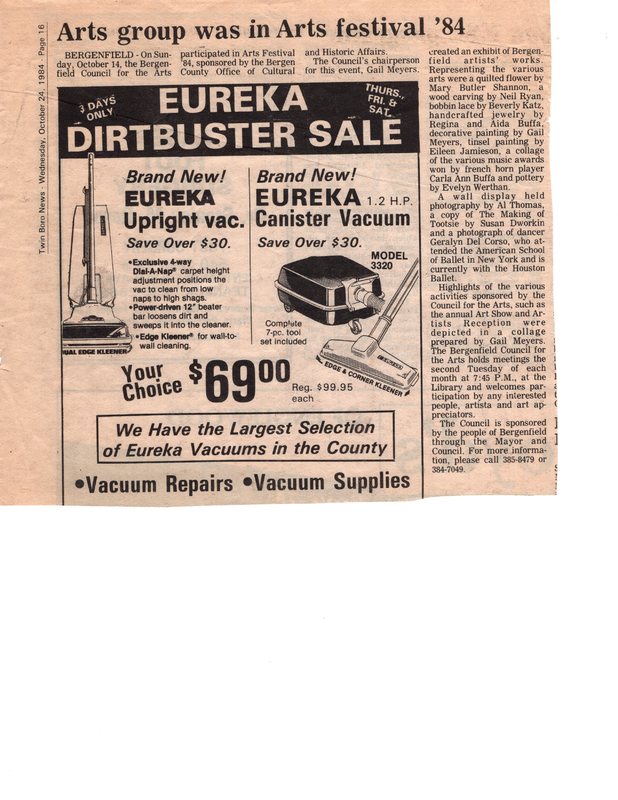 Twin Boro News - Wednesday, October 24, 1984 - Page 16
Arts group was in Arts festival '84
BERGENFIELD - On Sun-
day, October 14, the Bergen-
field Council for the Arts
participated in Arts Festival
'84, sponsored by the Bergen
County Office of Cultural
and Historic Affairs.
The Council's chairperson
for this event, Gail Meyers,
created an exhibit of Bergen-
field artists' works.
Representing the various
arts were a quilted flower by
Mary Butler Shannon, a
wood carving by Neil Ryan,
bobbin lace by Beverly Katz,
handcrafted jewelry by
Regina and Aida Buffa,
decorative painting by Gail
Meyers, tinsel painting by
Eileen Jamieson, a collage
of the various music awards
won by french horn player
Carla Ann Buffa and pottery
by Evelyn Werthan.
A wall display held
photography by Al Thomas,
a copy of The Making of
Tootsie by Susan Dworkin
and a photograph of dancer
Geralyn Del Corso, who at-
tended the American School
of Ballet in New York and is
currently with the Houston
Ballet.
Highlights of the various
activities sponsored by the
Council for the Arts, such as
the annual Art Show and Ar-
tists Reception were
depicted in a collage
prepared by Gail Meyers.
The Bergenfield Council for
the Arts holds meetings the
second Tuesday of each
month at 7:45 P.M., at the
Library and welcomes par-
ticipation by any interested
people, artista and art ap-
preciators.
The Council is sponsored
by the people of Bergenfield
through the Mayor and
Council. For more informa-
tion, please call 385-8479 or
384-7049.
3 DAYS
ONLY
EUREKA
THURS.,
FRI. &
SAT.
DIRTBUSTER SALE
Brand New!
EUREKA
Upright vac.
Save Over $30.
•Exclusive 4-way
Dial-A-Nap® carpet height
adjustment positions the
vac to clean from low
naps to high shags.
•Power-driven 12" beater
bar loosens dirt and
sweeps it into the cleaner.
•Edge Kleener® for wall-to-
wall cleaning.
UAL EDGE KLEENER
Brand New!
EUREKA 1.2 H.P.
Canister Vacuum
Save Over $30.
MODEL
3320
Complete
7-pc. tool
set included
EDGE & CORNER KLEENER
Your
Choice $69.00
Reg. $99.95
each
We Have the Largest Selection
of Eureka Vacuums in the County
•Vacuum Repairs •Vacuum Supplies